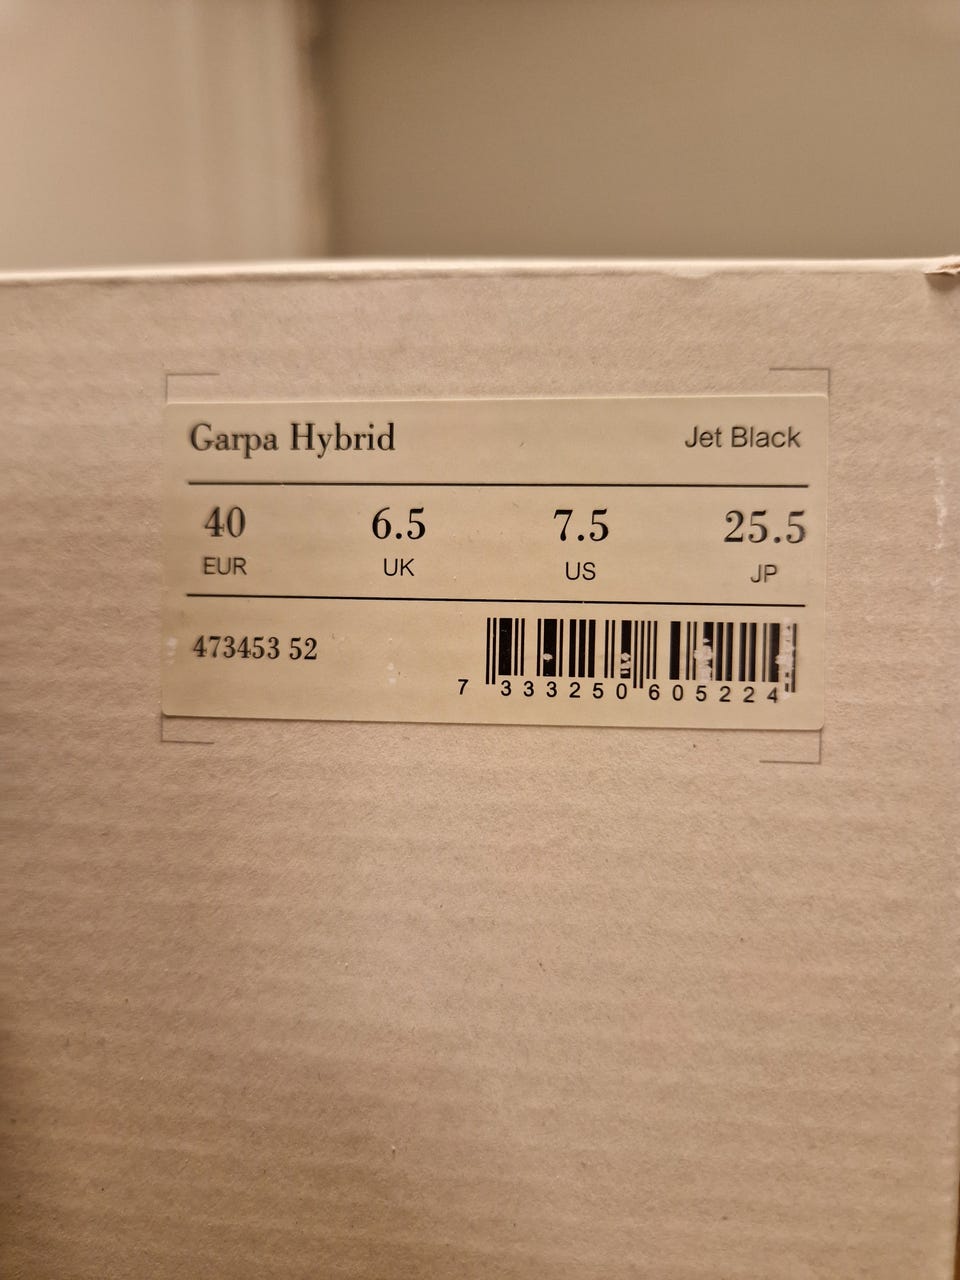 Garpa Hybrid Jet Black
40 6.5 7.5 25.5
EUR UK US JP
473453 52
7 333250 605224